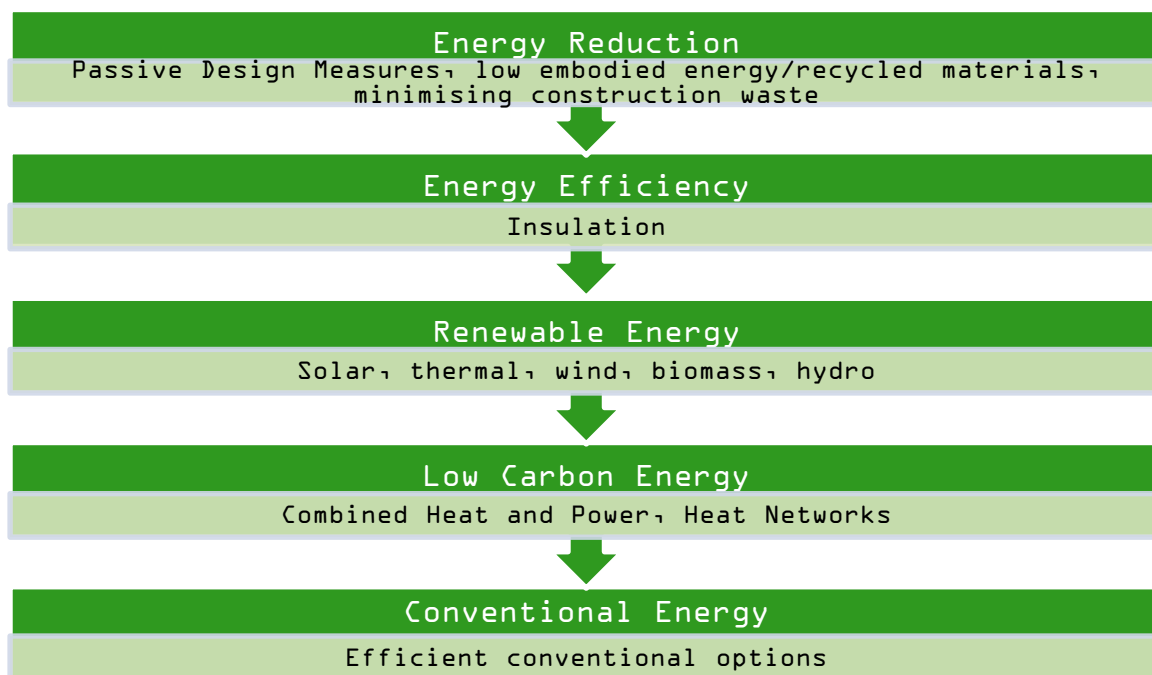 Energy Reduction
Passive Design Measures, low embodied energy/recycled materials,
minimising construction waste
Energy Efficiency
Insulation
Renewable Energy
Solar, thermal, wind, biomass, hydro
Low Carbon Energy
Combined Heat and Power, Heat Networks
Conventional Energy
Efficient conventional options